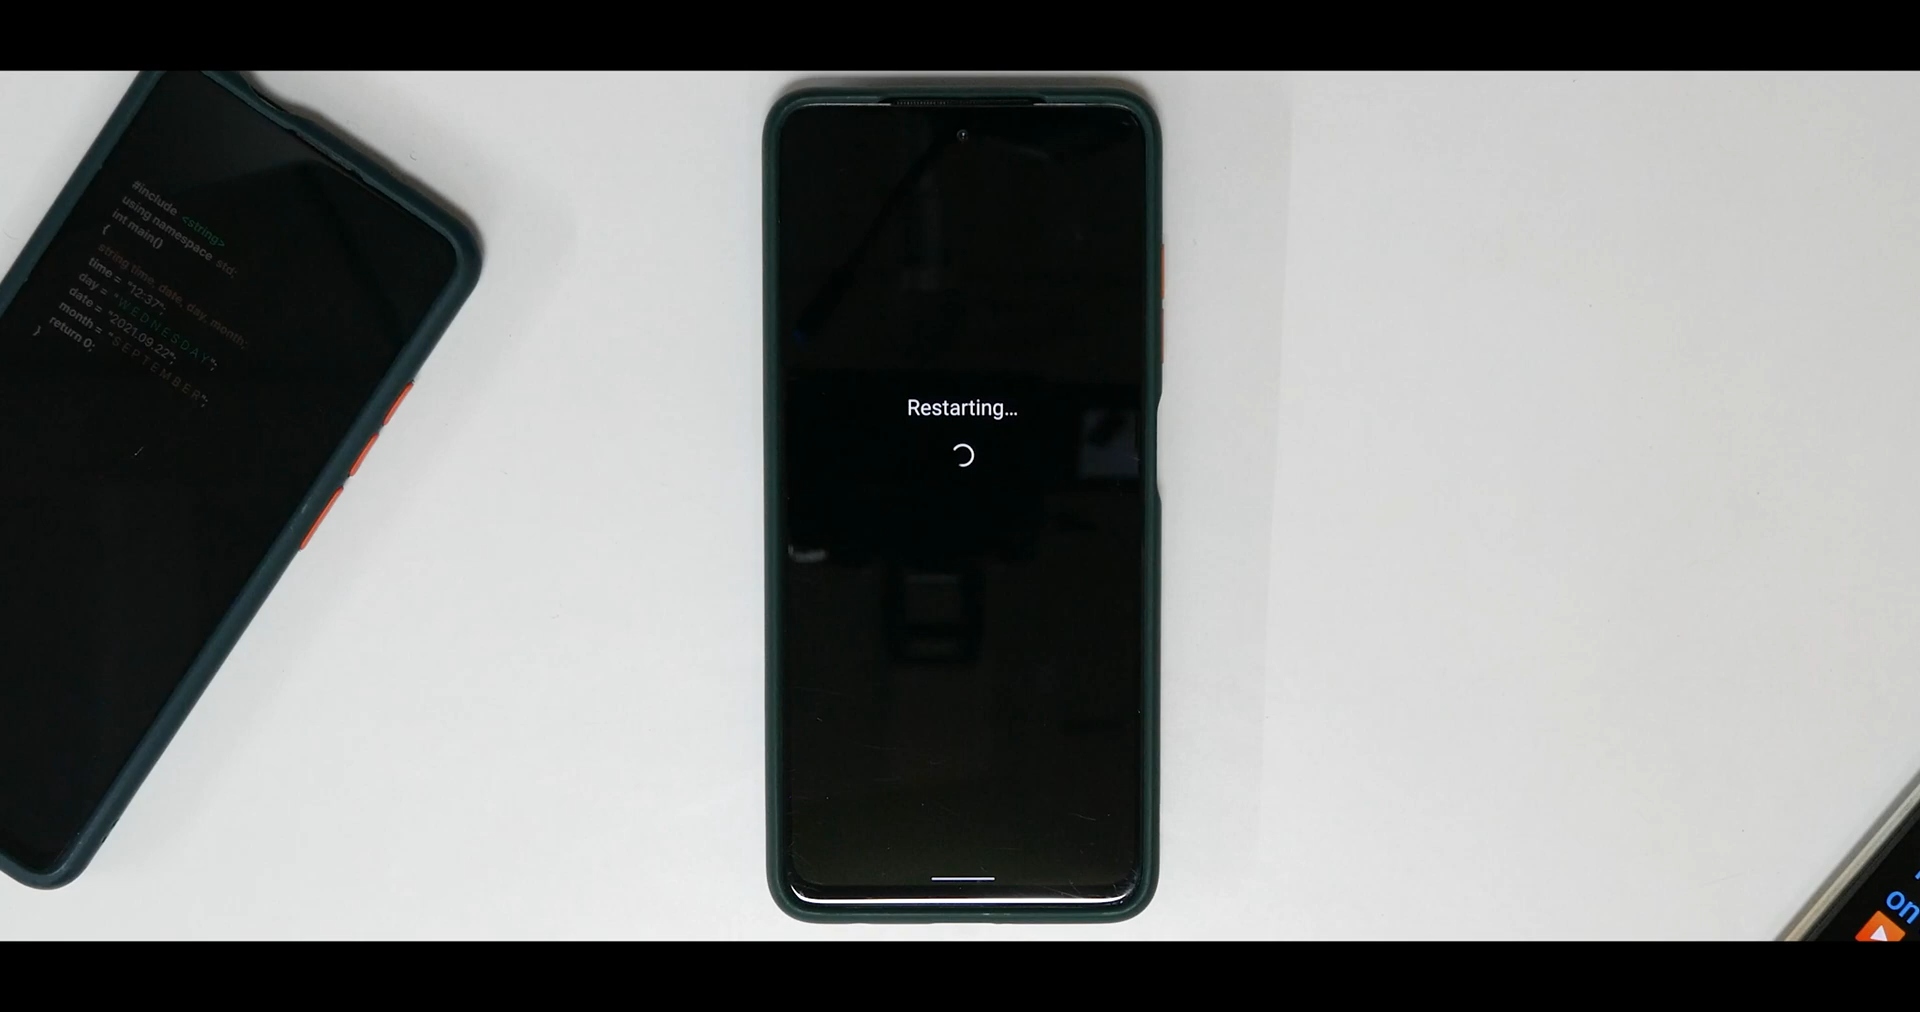 #include <string>
using namespace std;
int main()
{
string time, date, day, month;
time = "12:37";
day = "WEDNESDAY";
date = "2021.09.22";
month = "SEPTEMBER";
return 0;
}
Restarting...
on